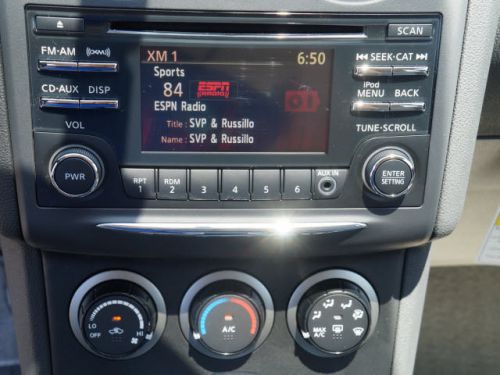 SCAN
FM·AM
((XM))
SEEK·CAT
CD·AUX DISP
iPod
MENU BACK
XM 1 6:50
Sports
84 ESPN RADIO
ESPN Radio
Title : SVP & Russillo
Name : SVP & Russillo
VOL
TUNE·SCROLL
PWR
RPT
1
RDM
2
3
4
5
6
AUX IN
ENTER
SETTING
LO HI
OFF
A/C
MAX
A/C